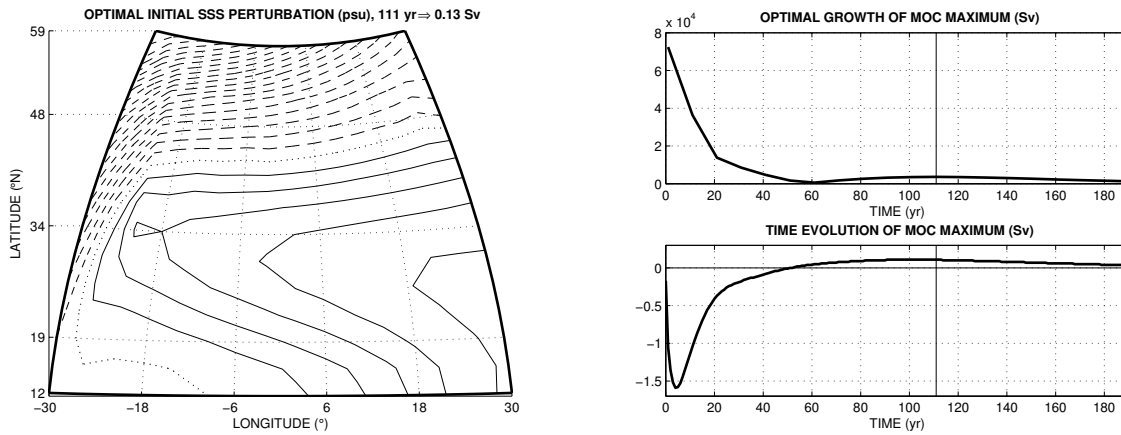 OPTIMAL INITIAL SSS PERTURBATION (psu), 111 yr⇒ 0.13 Sv
59
48
34
19
12
LATITUDE (°N)
−30 −18 −6 6 18 30
LONGITUDE (°)
OPTIMAL GROWTH OF MOC MAXIMUM (Sv)
x 10⁴
8
6
4
2
0
0 20 40 60 80 100 120 140 160 180
TIME (yr)
TIME EVOLUTION OF MOC MAXIMUM (Sv)
0
−0.5
−1
−1.5
0 20 40 60 80 100 120 140 160 180
TIME (yr)